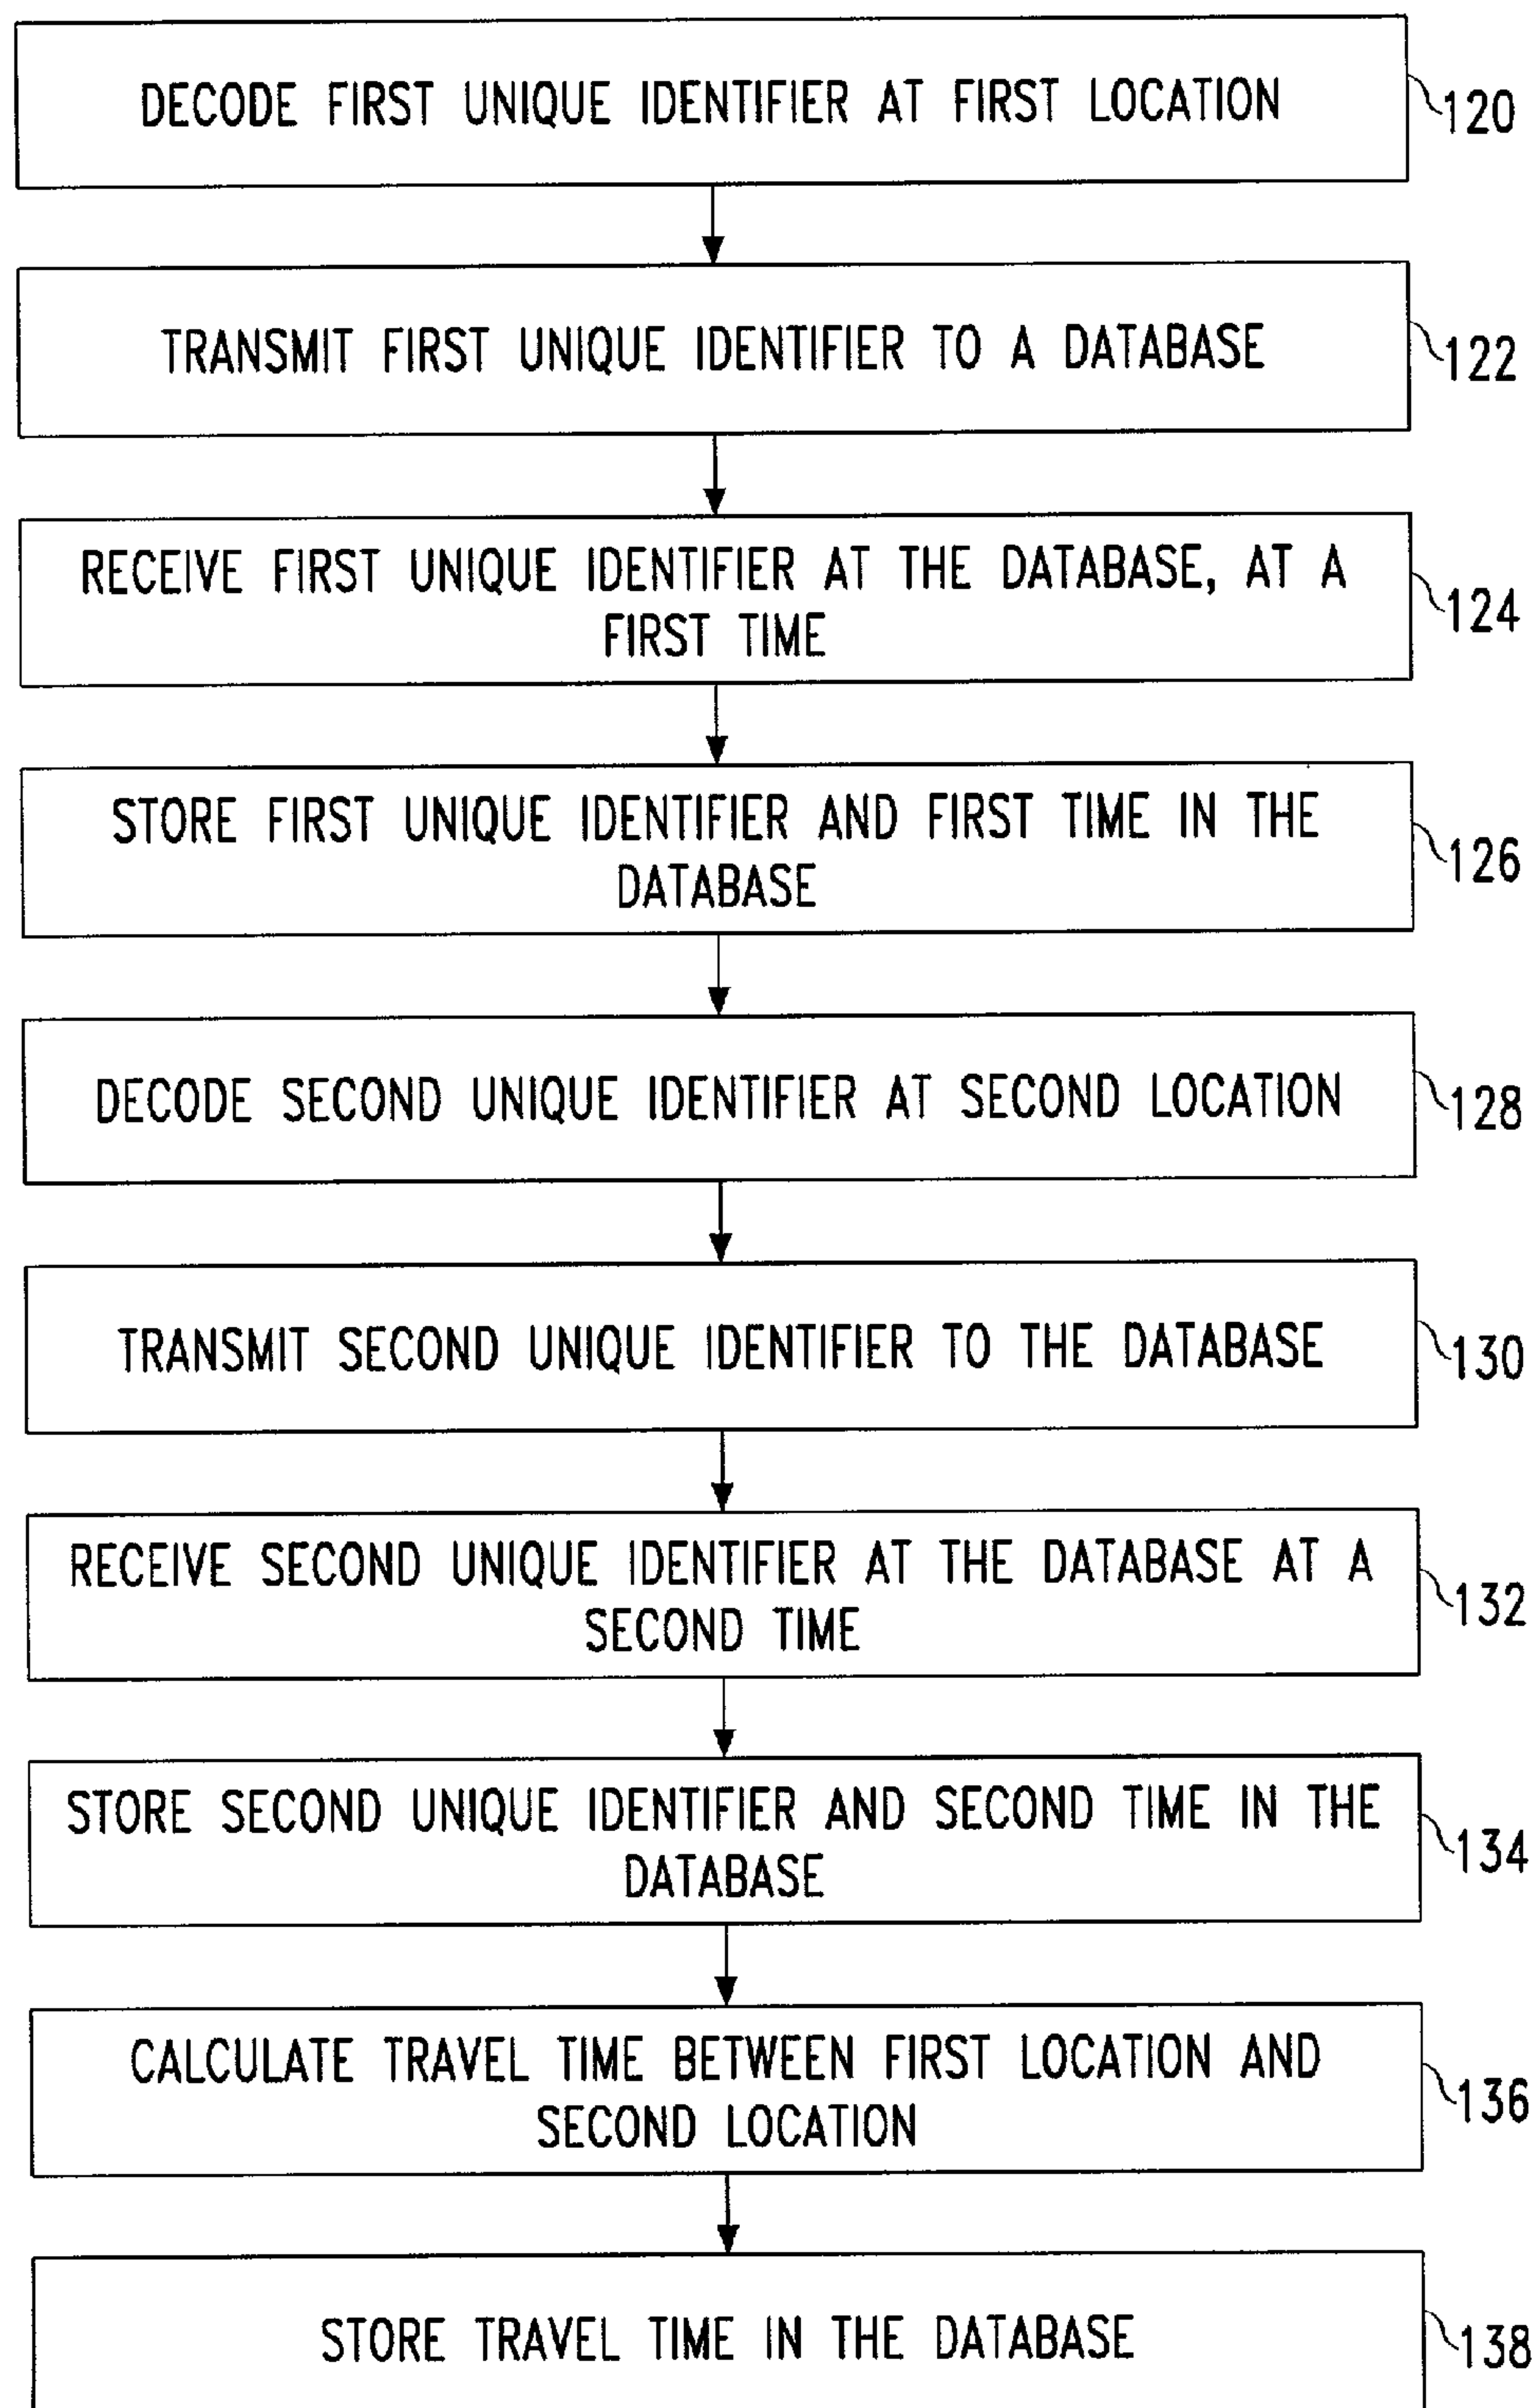 DECODE FIRST UNIQUE IDENTIFIER AT FIRST LOCATION
120
TRANSMIT FIRST UNIQUE IDENTIFIER TO A DATABASE
122
RECEIVE FIRST UNIQUE IDENTIFIER AT THE DATABASE, AT A
FIRST TIME
124
STORE FIRST UNIQUE IDENTIFIER AND FIRST TIME IN THE
DATABASE
126
DECODE SECOND UNIQUE IDENTIFIER AT SECOND LOCATION
128
TRANSMIT SECOND UNIQUE IDENTIFIER TO THE DATABASE
130
RECEIVE SECOND UNIQUE IDENTIFIER AT THE DATABASE AT A
SECOND TIME
132
STORE SECOND UNIQUE IDENTIFIER AND SECOND TIME IN THE
DATABASE
134
CALCULATE TRAVEL TIME BETWEEN FIRST LOCATION AND
SECOND LOCATION
136
STORE TRAVEL TIME IN THE DATABASE
138